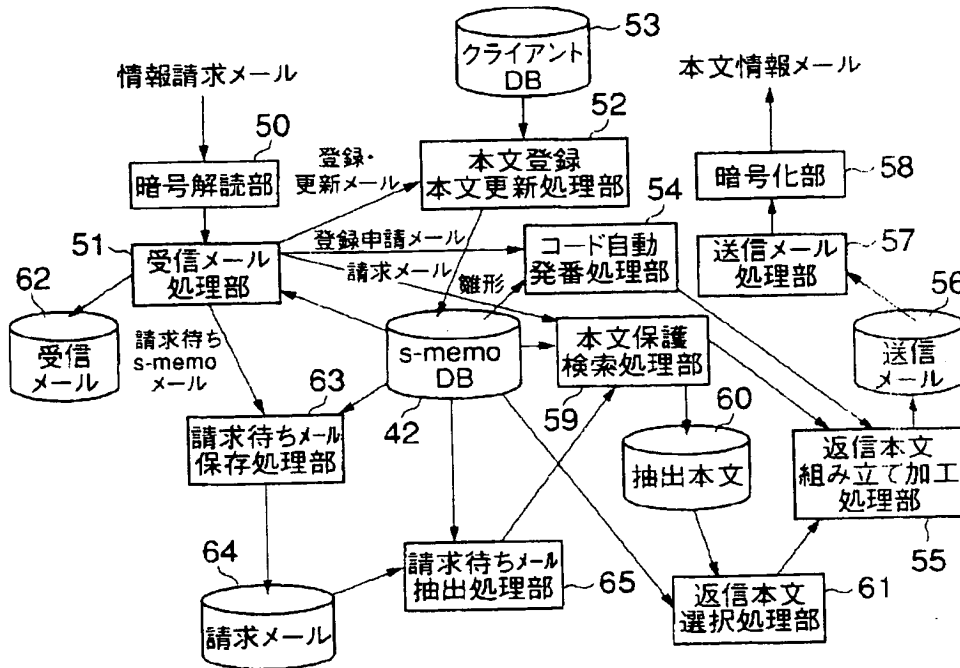 53
クライアント
DB
情報請求メール
本文情報メール
50
52
登録・
更新メール
本文登録
本文更新処理部
暗号解読部
58
暗号化部
54
51
登録申請メール
コード自動
発番処理部
57
送信メール
処理部
受信メール
処理部
請求メール
雛形
62
56
受信
メール
請求待ち
s-memo
メール
s-memo
DB
本文保護
検索処理部
送信
メール
63
42
59
60
請求待ちメール
保存処理部
抽出本文
返信本文
組み立て加工
処理部
55
64
請求待ちメール
抽出処理部
65
61
請求メール
返信本文
選択処理部